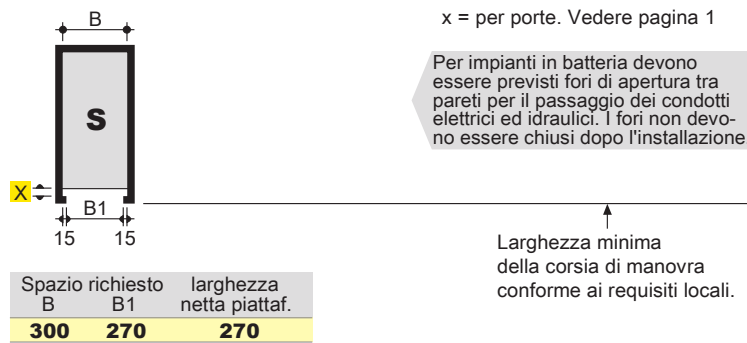 B
x = per porte. Vedere pagina 1
Per impianti in batteria devono
essere previsti fori di apertura tra
pareti per il passaggio dei condotti
elettrici ed idraulici. I fori non devo-
no essere chiusi dopo l'installazione
S
X
B1
15 15
Larghezza minima
della corsia di manovra
conforme ai requisiti locali.
Spazio richiesto larghezza
B B1 netta piattaf.
300 270 270